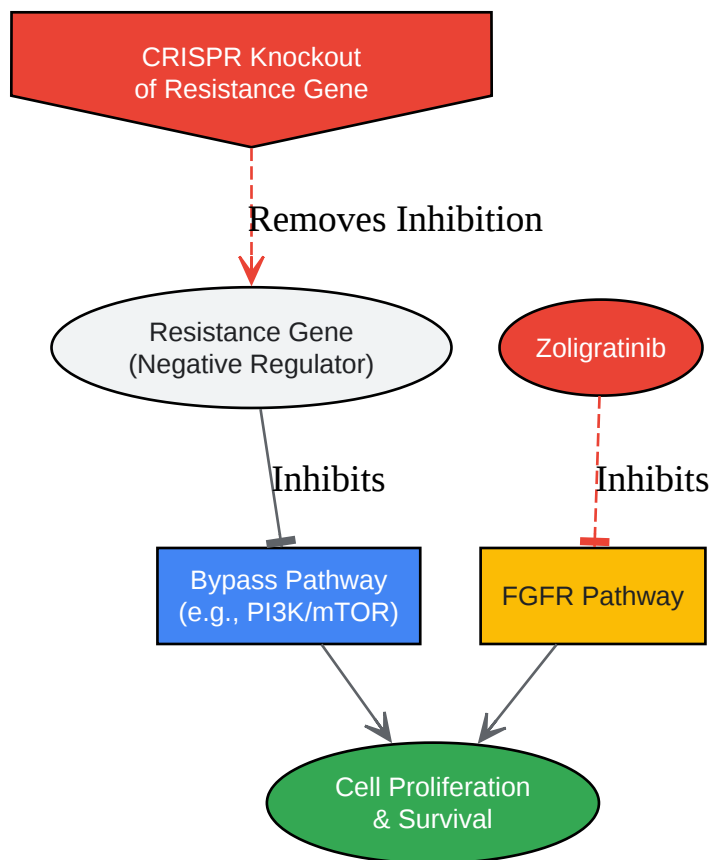 CRISPR Knockout
of Resistance Gene
Removes Inhibition
Resistance Gene
(Negative Regulator)
Zoligratinib
Inhibits
Inhibits
Bypass Pathway
(e.g., PI3K/mTOR)
FGFR Pathway
Cell Proliferation
& Survival